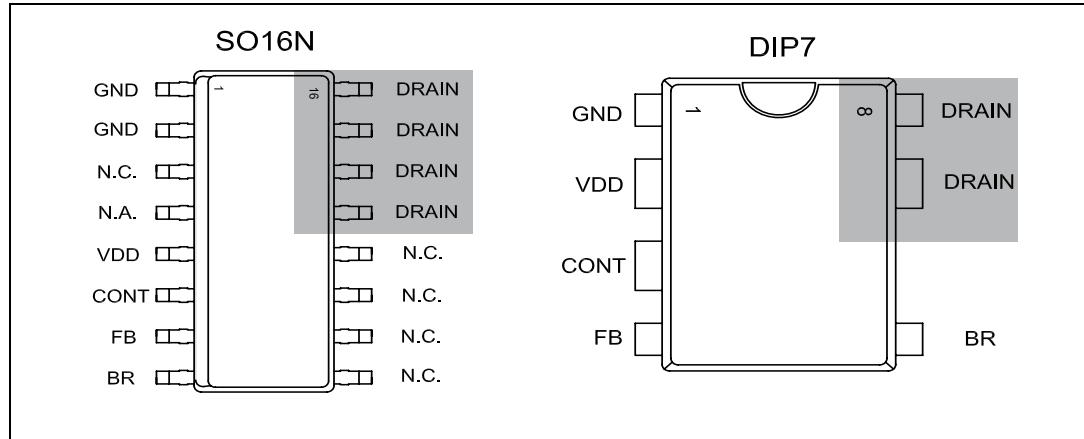 SO16N
GND 1 16 DRAIN
GND DRAIN
N.C. DRAIN
N.A. DRAIN
VDD N.C.
CONT N.C.
FB N.C.
BR N.C.
DIP7
GND 1 8 DRAIN
VDD DRAIN
CONT
FB BR